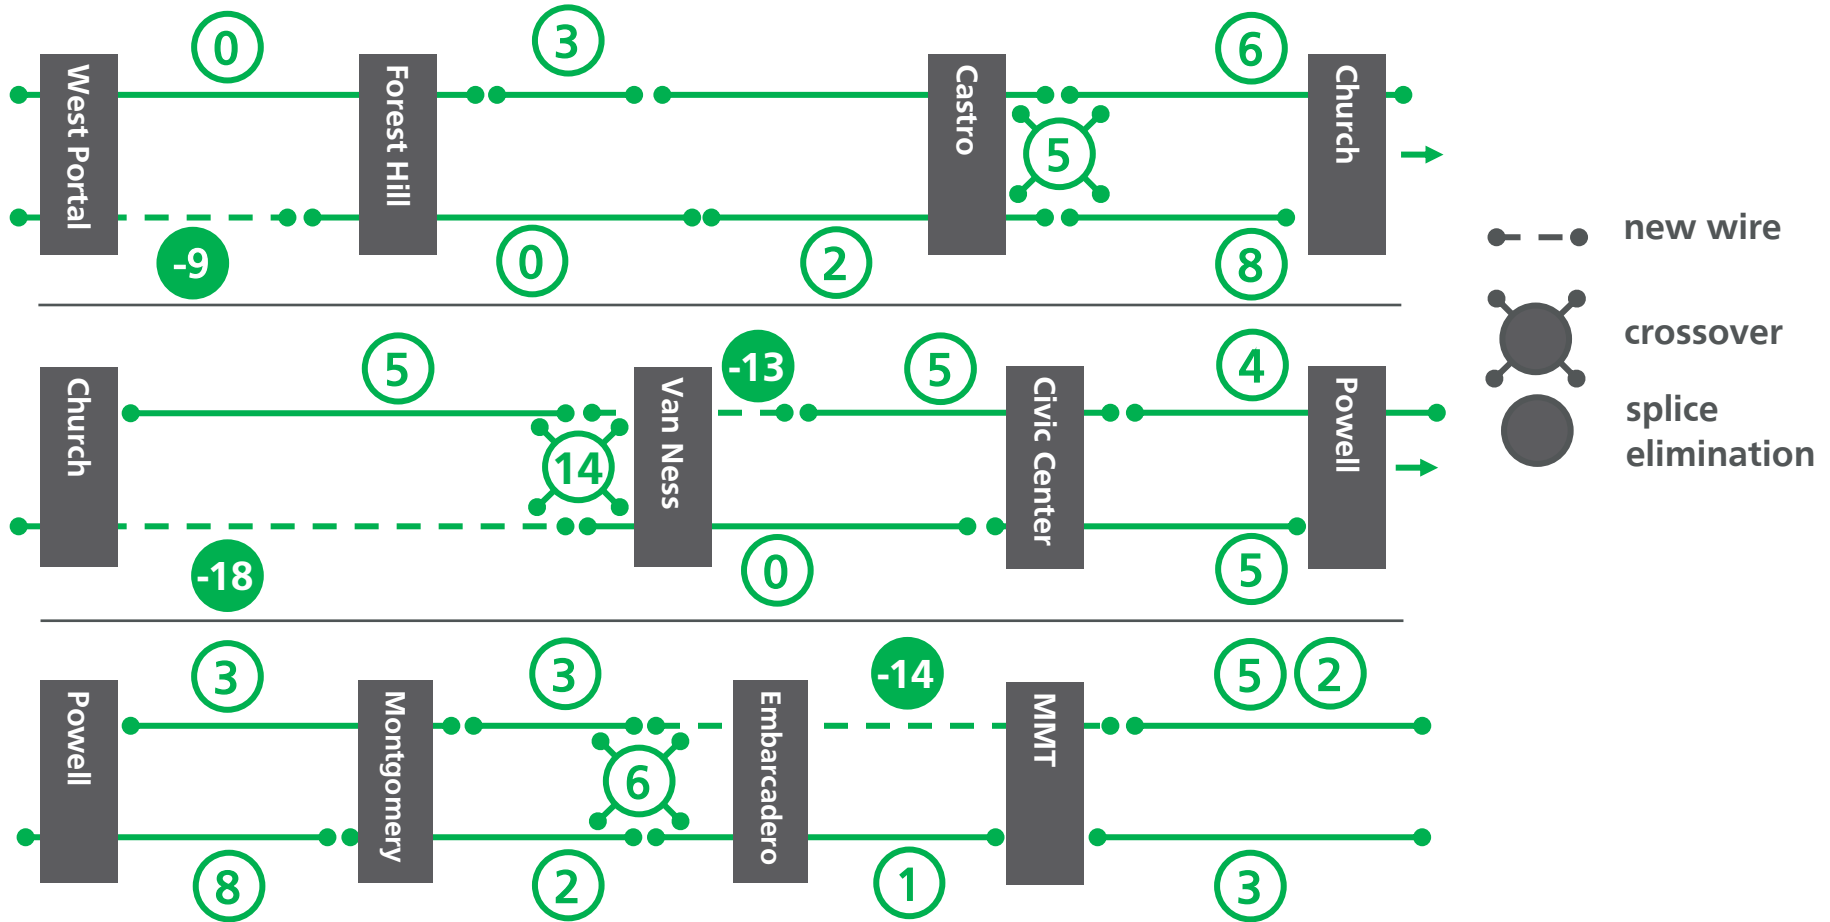 0
3
6
West Portal
Forest Hill
Castro
5
Church
-9
0
2
8
new wire
crossover
splice
elimination
5
-13
5
4
Church
14
Van Ness
Civic Center
Powell
-18
0
5
3
3
-14
5
2
Powell
Montgomery
6
Embarcadero
MMT
8
2
1
3